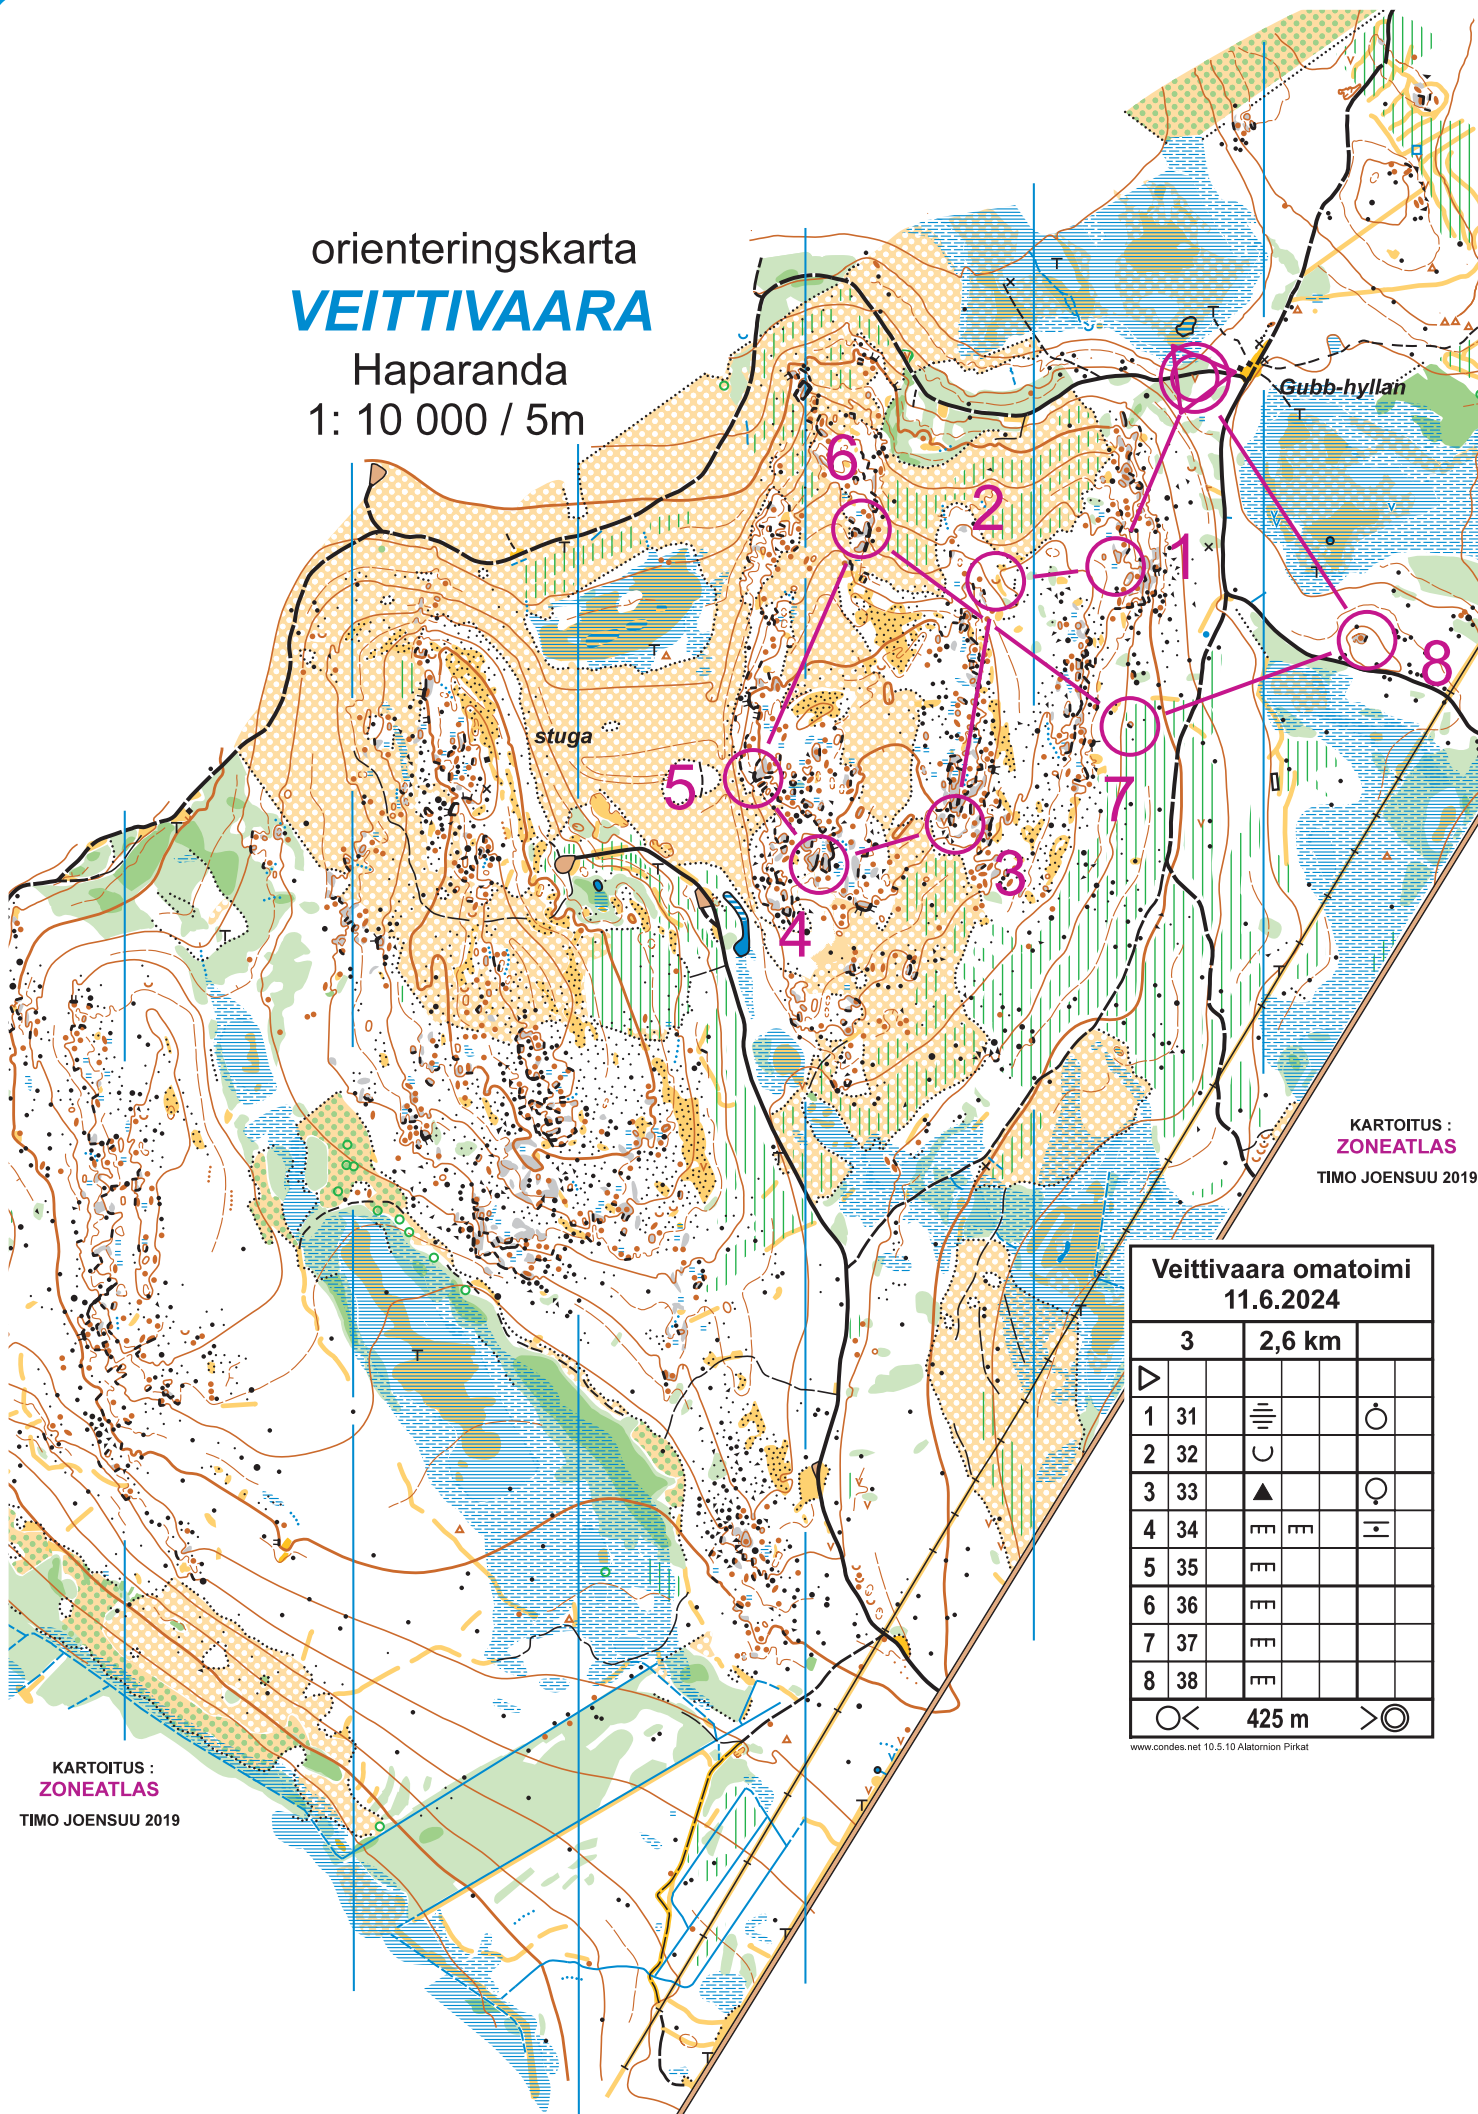 orienteringskarta
VEITTIVAARA
Haparanda
1: 10 000 / 5m
Gubb-hyllan
6
2
1
8
stuga
5
7
3
4
KARTOITUS :
ZONEATLAS
TIMO JOENSUU 2019
Veittivaara omatoimi
11.6.2024
3 2,6 km
1 31
2 32
3 33
4 34
5 35
6 36
7 37
8 38
425 m
www.condes.net 10.5.10 Alatornion Pirkat
KARTOITUS :
ZONEATLAS
TIMO JOENSUU 2019